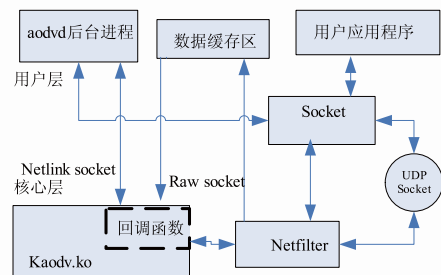 aodvd后台进程
数据缓存区
用户应用程序
用户层
Socket
Netlink socket
核心层
Raw socket
UDP
Socket
回调函数
Netfilter
Kaodv.ko